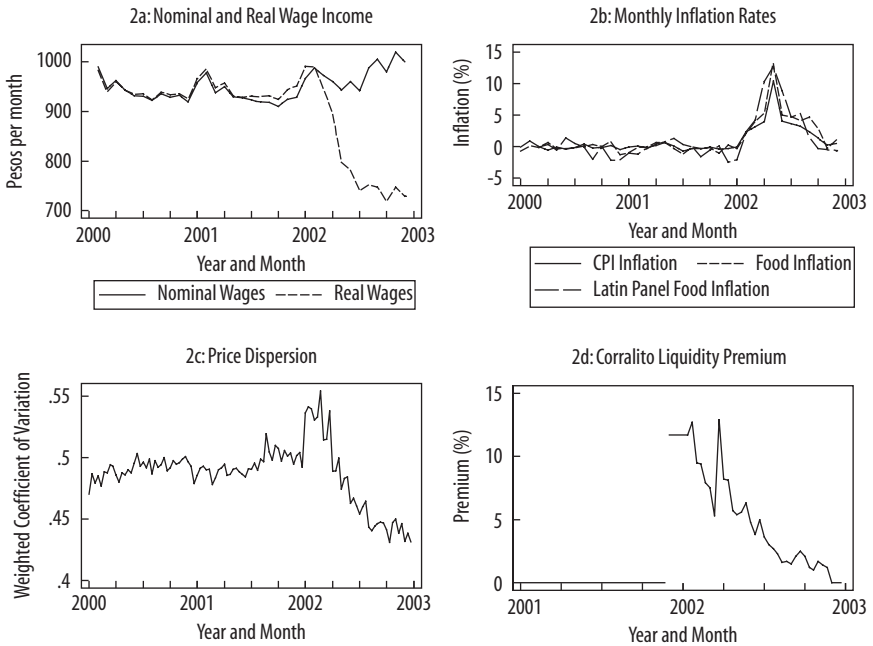 2a: Nominal and Real Wage Income
Pesos per month
1000
900
800
700
2000 2001 2002 2003
Year and Month
Nominal Wages Real Wages
2b: Monthly Inflation Rates
Inflation (%)
15
10
5
0
-5
2000 2001 2002 2003
Year and Month
CPI Inflation Food Inflation
Latin Panel Food Inflation
2c: Price Dispersion
Weighted Coefficient of Variation
.55
.5
.45
.4
2000 2001 2002 2003
Year and Month
2d: Corralito Liquidity Premium
Premium (%)
15
10
5
0
2001 2002 2003
Year and Month